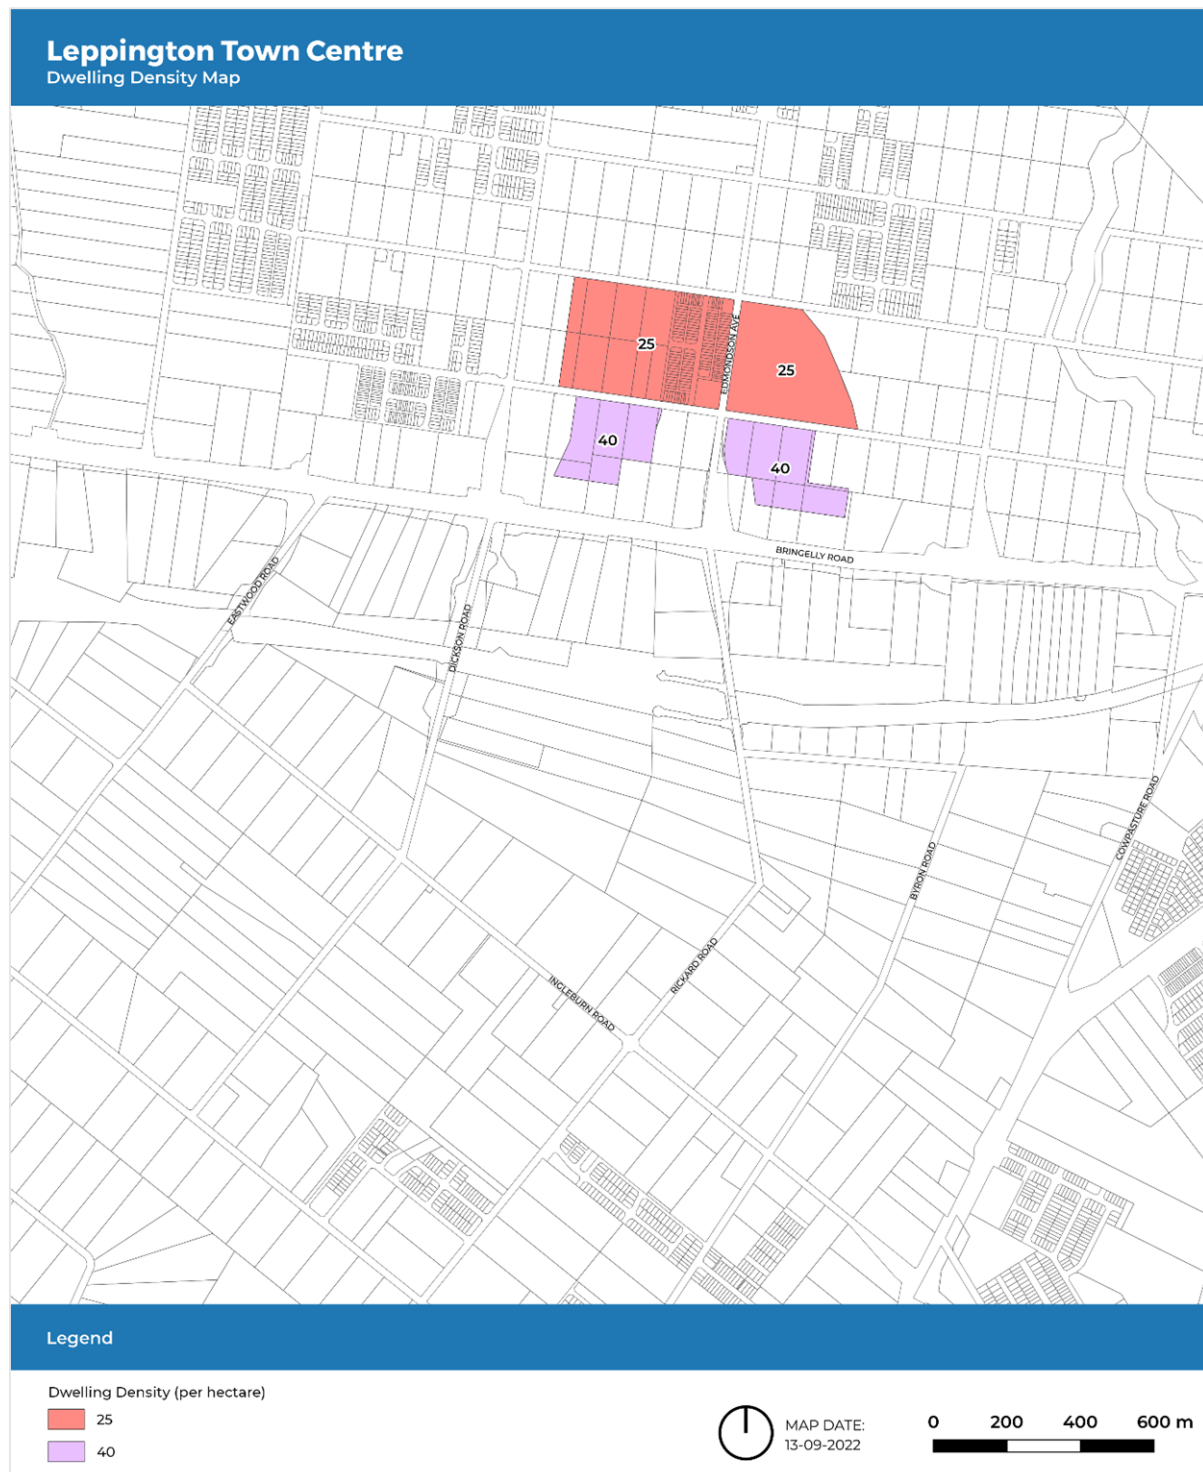 Leppington Town Centre
Dwelling Density Map
25
EDMONDSON AVE
25
40
40
BRINGELLY ROAD
EASTWOOD ROAD
DICKSON ROAD
COWPASTURE ROAD
BYRON ROAD
RICKARD ROAD
INGLEBURN ROAD
Legend
Dwelling Density (per hectare)
25
40
MAP DATE:
13-09-2022
0 200 400 600 m